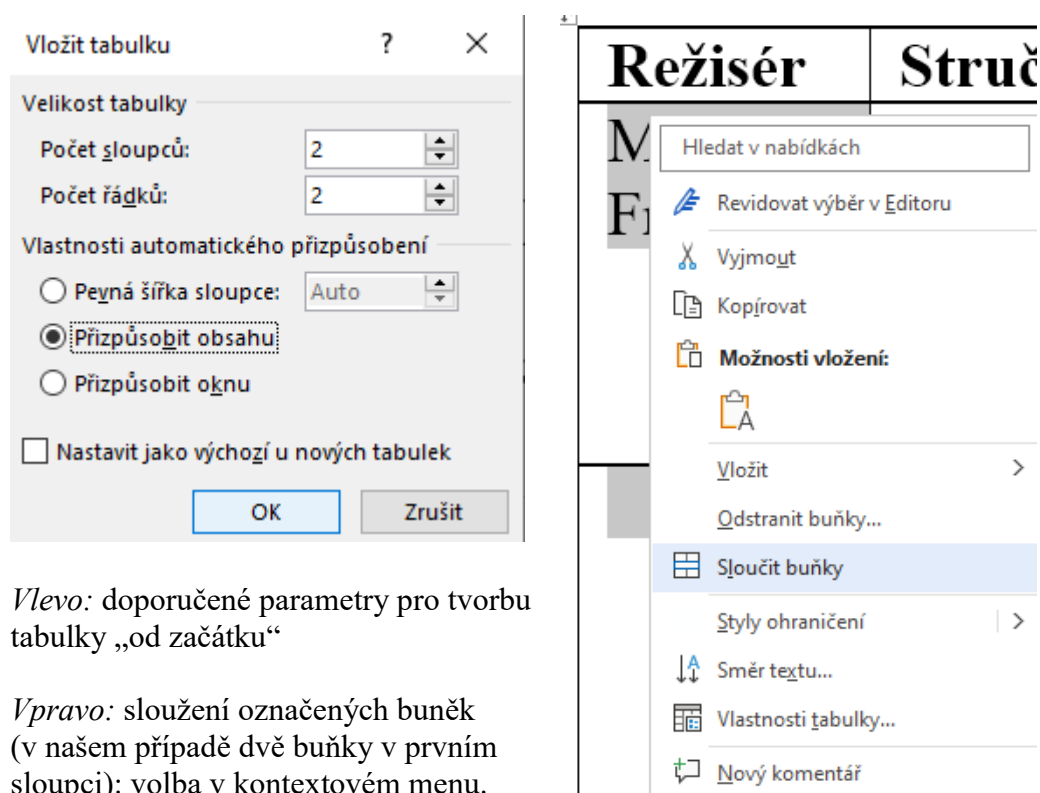 Vložit tabulku
?
Velikost tabulky
Počet sloupců:
2
Počet řádků:
2
Vlastnosti automatického přizpůsobení
Pevná šířka sloupce:
Auto
Přizpůsobit obsahu
Přizpůsobit oknu
Nastavit jako výchozí u nových tabulek
OK
Zrušit
Vlevo: doporučené parametry pro tvorbu
tabulky „od začátku“
Vpravo: sloužení označených buněk
(v našem případě dvě buňky v prvním
sloupci): volba v kontextovém menu.
Režisér
Struč
M
Hledat v nabídkách
Revidovat výběr v Editoru
Vyjmout
Kopírovat
Možnosti vložení:
Vložit
Odstranit buňky...
Sloučit buňky
Styly ohraničení
Směr textu...
Vlastnosti tabulky...
Nový komentář